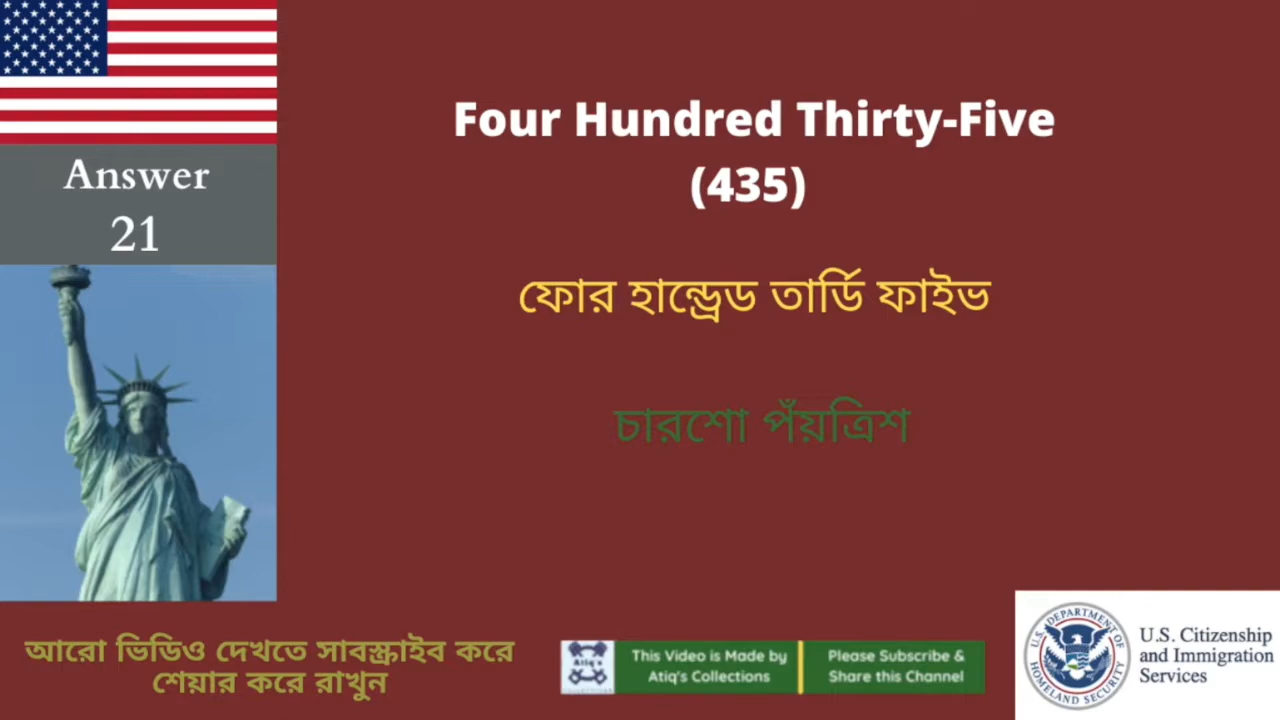 Answer
21
Four Hundred Thirty-Five
(435)
ফোর হান্ড্রেড তার্ডি ফাইভ
চারশো পঁয়ত্রিশ
আরো ভিডিও দেখতে সাবস্ক্রাইব করে
শেয়ার করে রাখুন
Atiq's
This Video is Made by
Atiq's Collections
Please Subscribe &
Share this Channel
U.S. DEPARTMENT OF
HOMELAND SECURITY
U.S. Citizenship
and Immigration
Services